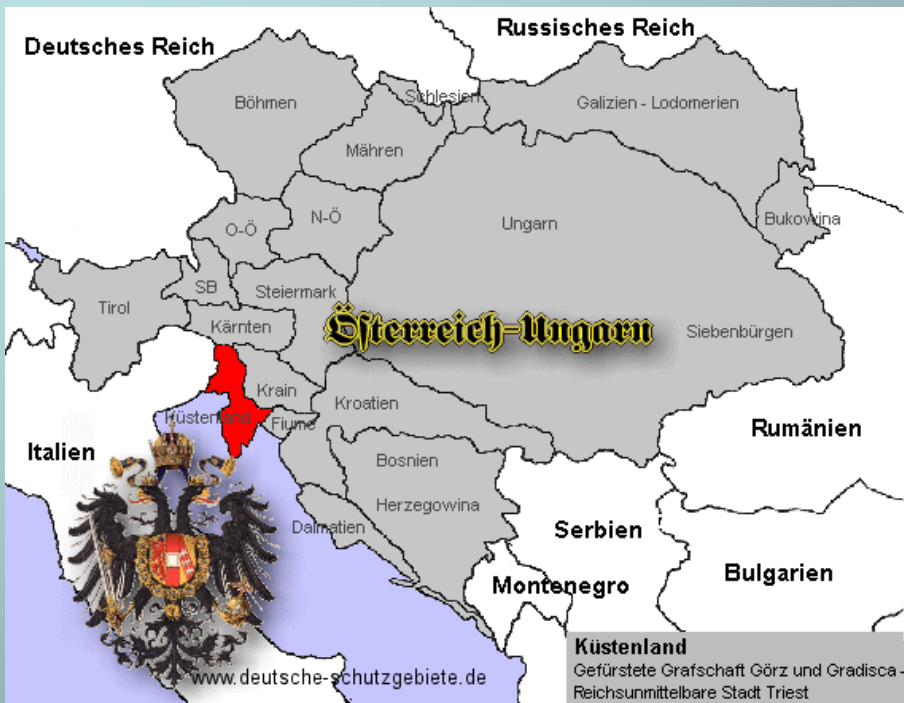 Deutsches Reich
Russisches Reich
Böhmen
Schlesien
Galizien - Lodomerien
Mähren
O-Ö
N-Ö
Ungarn
Bukowina
Tirol
SB
Steiermark
Kärnten
Österreich-Ungarn
Siebenbürgen
Krain
Küstenland
Fiume
Kroatien
Italien
Rumänien
Bosnien
Herzegowina
Dalmatien
Serbien
Montenegro
Bulgarien
www.deutsche-schutzgebiete.de
Küstenland
Gefürstete Grafschaft Görz und Gradisca -
Reichsunmittelbare Stadt Triest